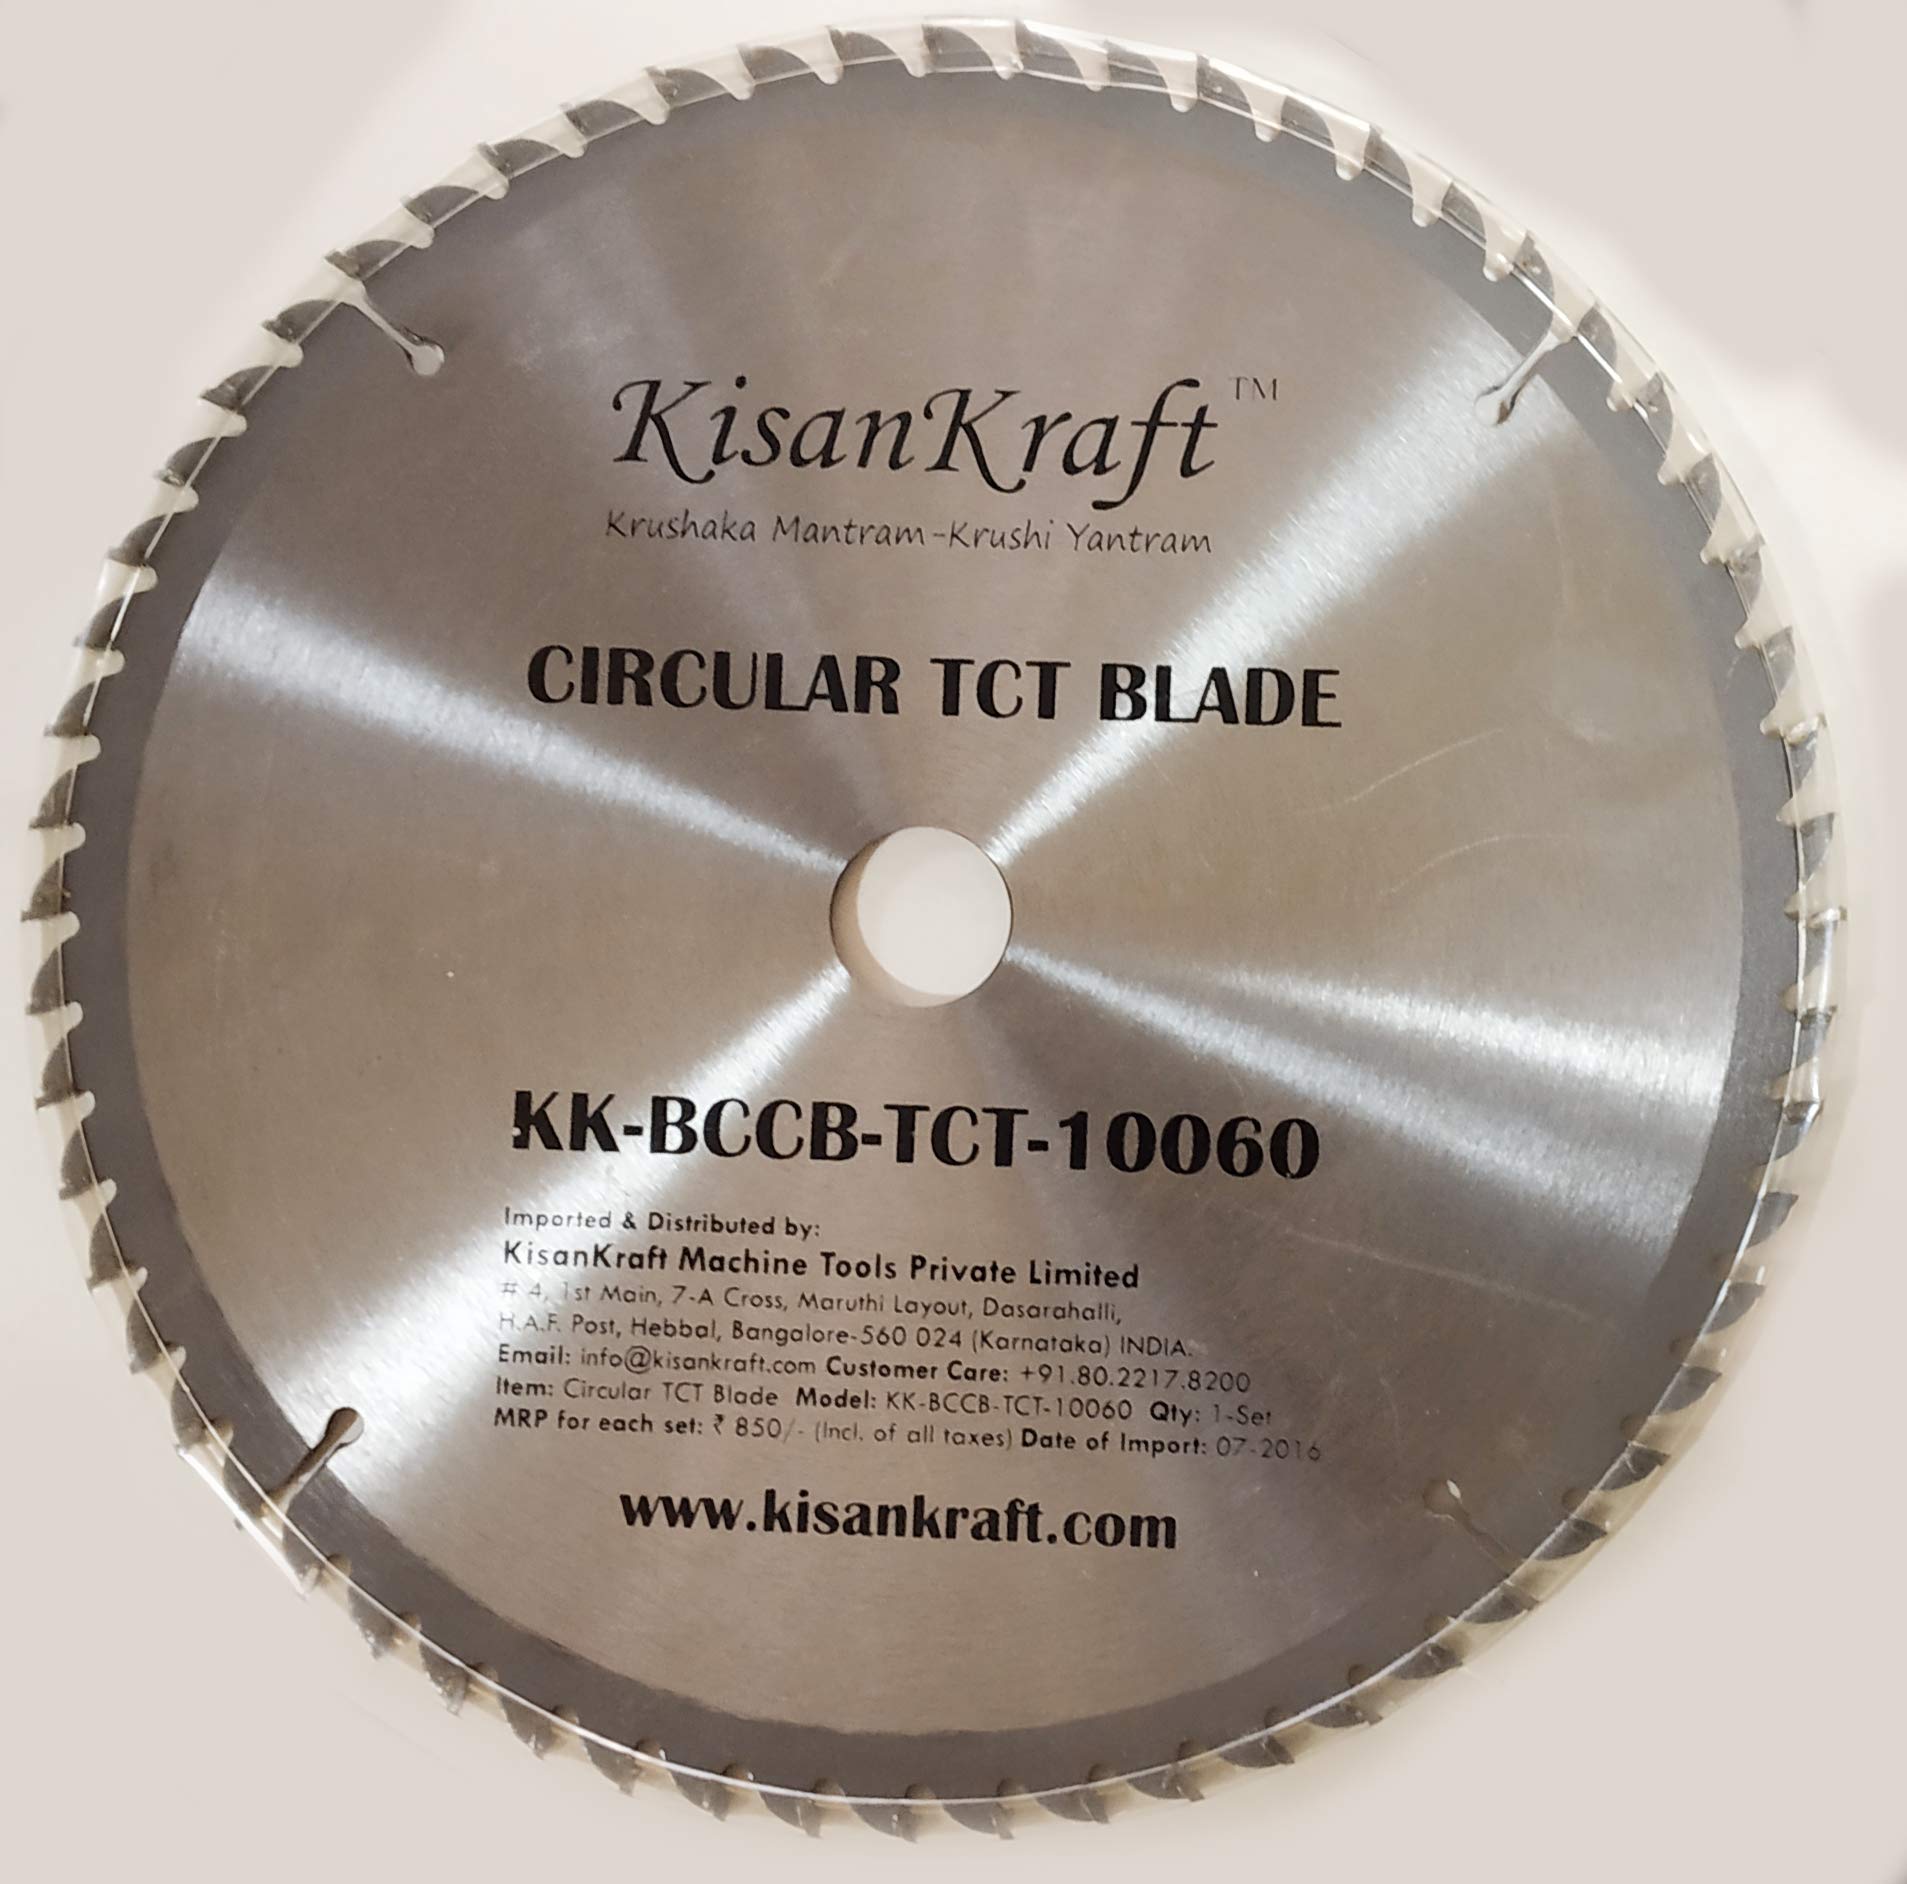 KisanKraft™
Krushaka Mantram-Krushi Yantram
CIRCULAR TCT BLADE
KK-BCCB-TCT-10060
Imported & Distributed by:
KisanKraft Machine Tools Private Limited
# 4, 1st Main, 7-A Cross, Maruthi Layout, Dasarahalli,
H.A.F. Post, Hebbal, Bangalore-560 024 (Karnataka) INDIA.
Email: info@kisankraft.com Customer Care: +91.80.2217.8200
Item: Circular TCT Blade Model: KK-BCCB-TCT-10060 Qty: 1-Set
MRP for each set: ₹ 850/- (Incl. of all taxes) Date of Import: 07-2016
www.kisankraft.com